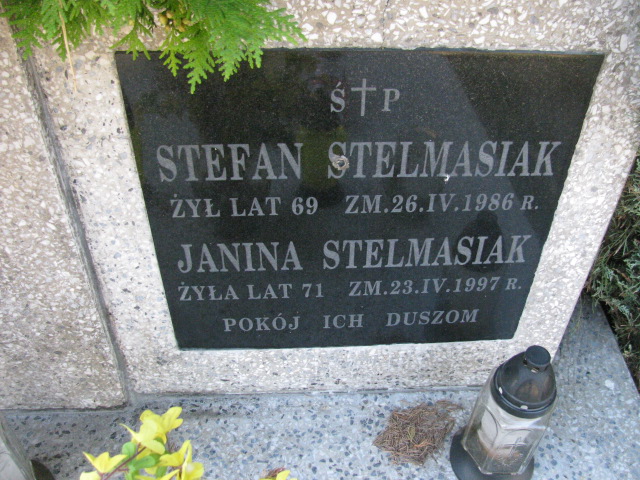 Ś†P
STEFAN STELMASIAK
ŻYŁ LAT 69 ZM.26.IV.1986 R.
JANINA STELMASIAK
ŻYŁA LAT 71 ZM.23.IV.1997 R.
POKÓJ ICH DUSZOM